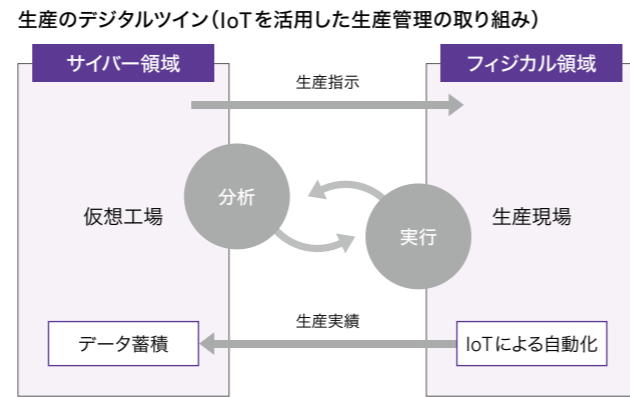 生産のデジタルツイン（IoTを活用した生産管理の取り組み）
サイバー領域
フィジカル領域
生産指示
分析
仮想工場
実行
生産現場
生産実績
データ蓄積
IoTによる自動化